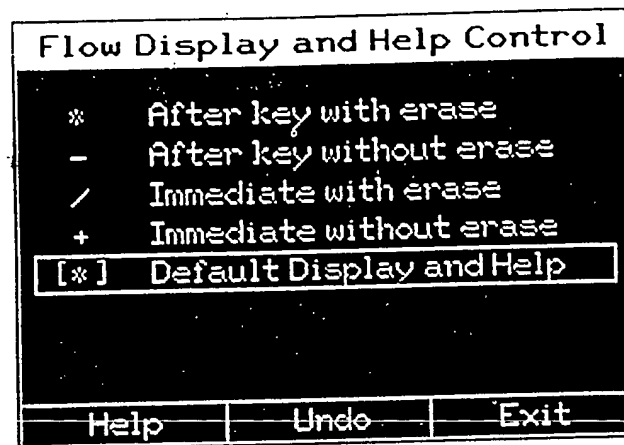 Flow Display and Help Control
* After key with erase
- After key without erase
/ Immediate with erase
+ Immediate without erase
[*] Default Display and Help
Help Undo Exit